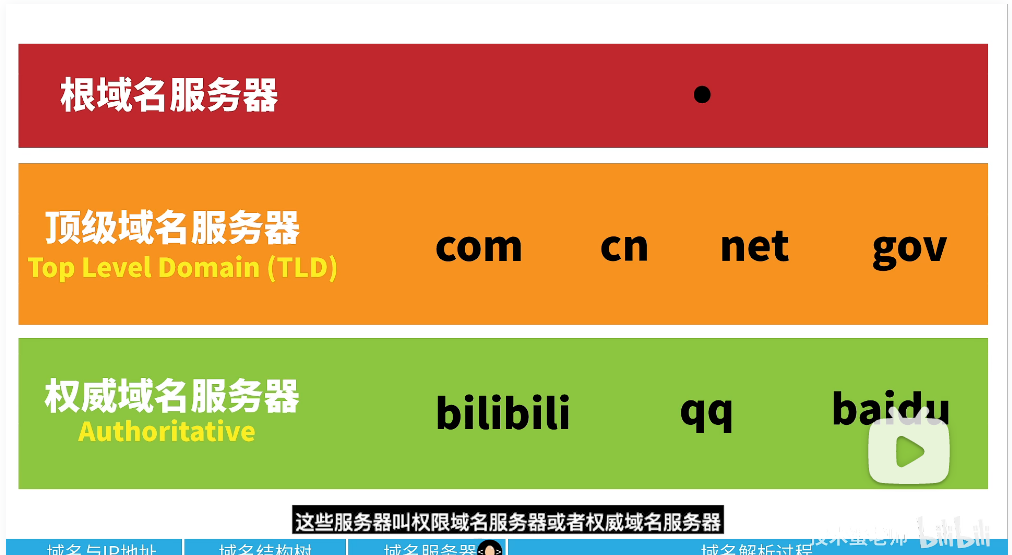 根域名服务器
顶级域名服务器
Top Level Domain (TLD)
com cn net gov
权威域名服务器
Authoritative
bilibili qq baidu
这些服务器叫权限域名服务器或者权威域名服务器
域名与IP地址 域名结构树 域名服务器 域名解析过程
技术蛋老师 bilibili